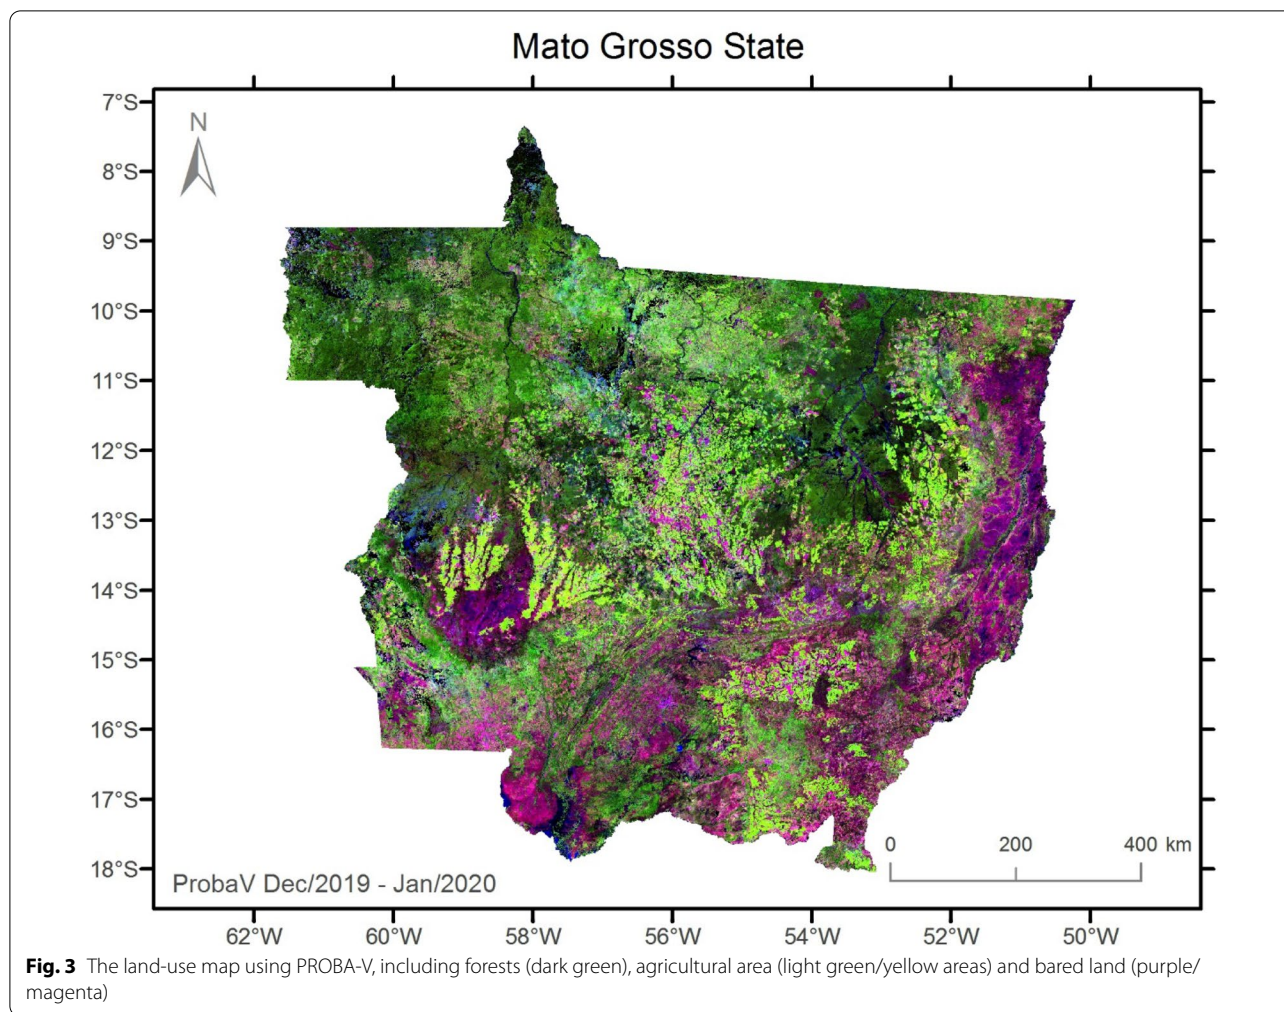 Mato Grosso State
7°S
N
8°S
9°S
10°S
11°S
12°S
13°S
14°S
15°S
16°S
17°S
0 200 400 km
18°S
ProbaV Dec/2019 - Jan/2020
62°W 60°W 58°W 56°W 54°W 52°W 50°W
Fig. 3 The land-use map using PROBA-V, including forests (dark green), agricultural area (light green/yellow areas) and bared land (purple/
magenta)